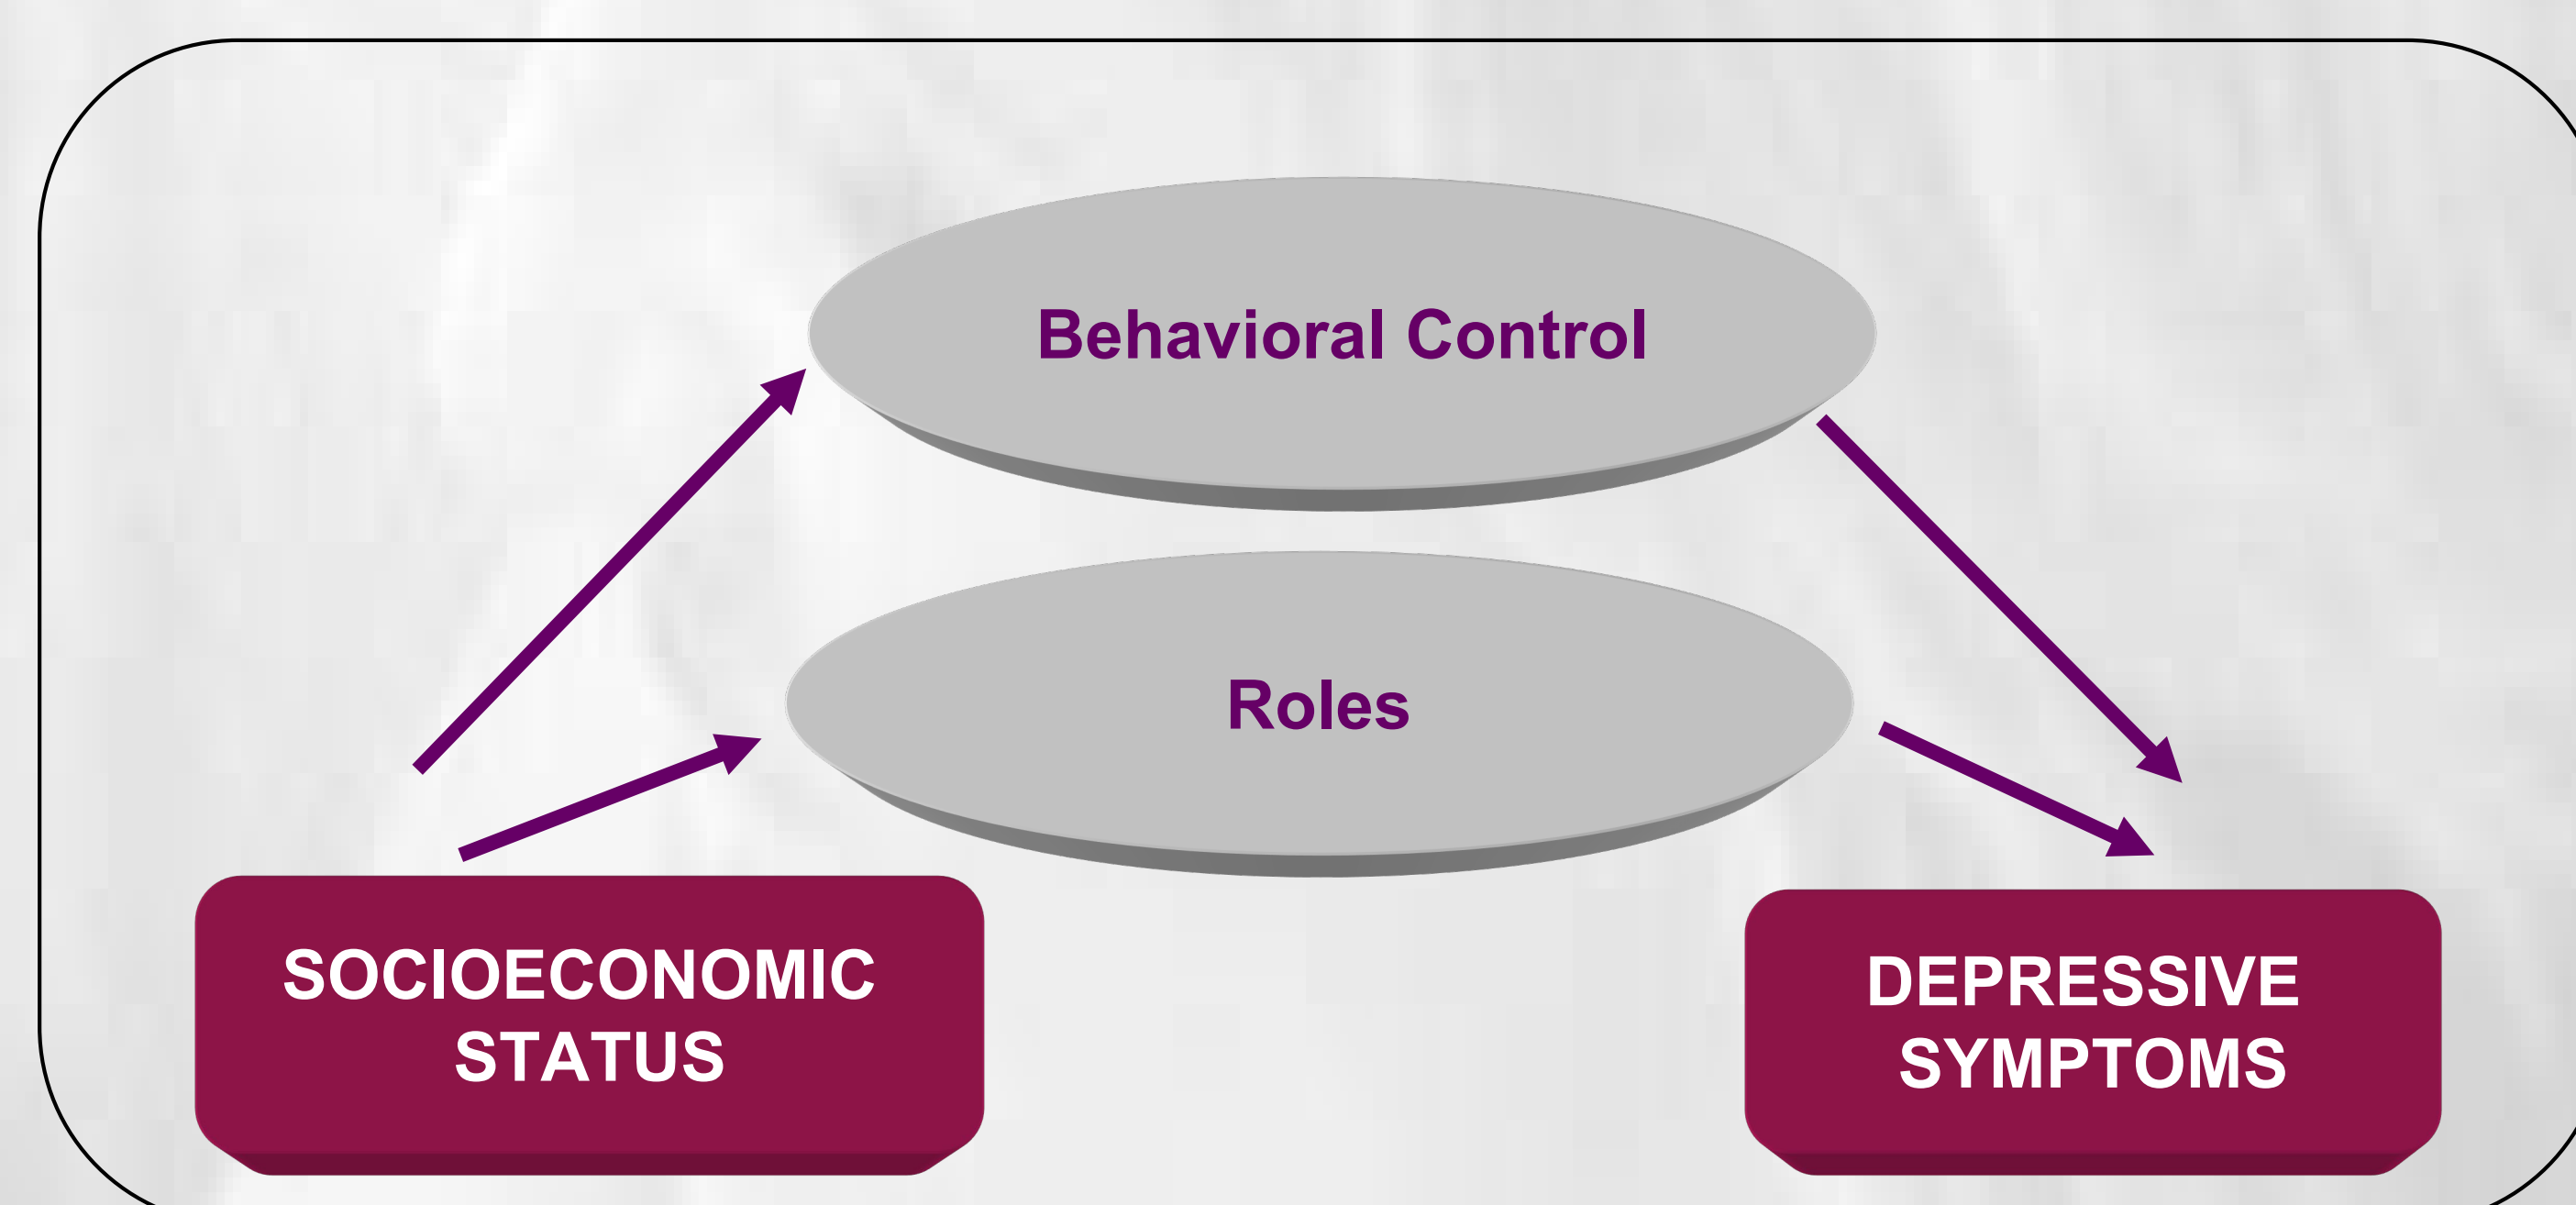 Behavioral Control
Roles
SOCIOECONOMIC
STATUS
DEPRESSIVE
SYMPTOMS